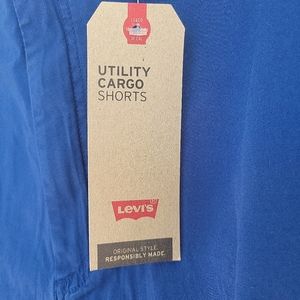 UTILITY
CARGO
SHORTS
Levi's
ORIGINAL STYLE.
RESPONSIBLY MADE.